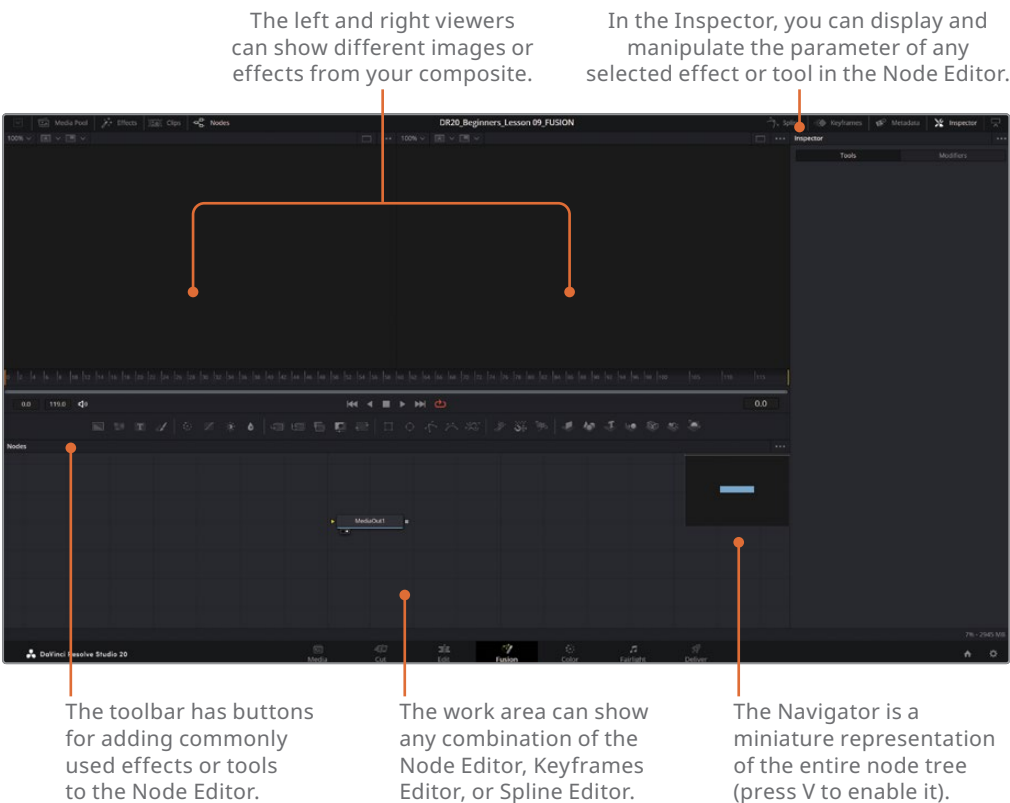 The left and right viewers
can show different images or
effects from your composite.
In the Inspector, you can display and
manipulate the parameter of any
selected effect or tool in the Node Editor.
Media Pool Effects Clips Nodes DR20_Beginners_Lesson 09_FUSION Keyframes Metadata Inspector
100% 100% Inspector
Tools Modifiers
0.0 119.0 0.0
Nodes
MediaOut1
7% - 2945 MB
DaVinci Resolve Studio 20 Media Cut Edit Fusion Color Fairlight Deliver
The toolbar has buttons
for adding commonly
used effects or tools
to the Node Editor.
The work area can show
any combination of the
Node Editor, Keyframes
Editor, or Spline Editor.
The Navigator is a
miniature representation
of the entire node tree
(press V to enable it).